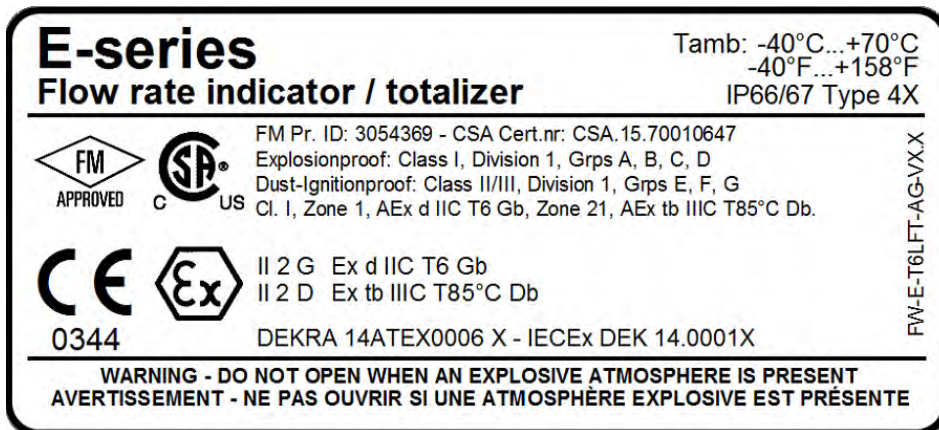 E-series
Flow rate indicator / totalizer
Tamb: -40°C...+70°C
-40°F...+158°F
IP66/67 Type 4X
FM
APPROVED
SA®
C US
FM Pr. ID: 3054369 - CSA Cert.nr: CSA.15.70010647
Explosionproof: Class I, Division 1, Grps A, B, C, D
Dust-Ignitionproof: Class II/III, Division 1, Grps E, F, G
Cl. I, Zone 1, AEx d IIC T6 Gb, Zone 21, AEx tb IIIC T85°C Db.
CE
0344
Ex
II 2 G Ex d IIC T6 Gb
II 2 D Ex tb IIIC T85°C Db
DEKRA 14ATEX0006 X - IECEx DEK 14.0001X
FW-E-T6LFT-AG-VX.X
WARNING - DO NOT OPEN WHEN AN EXPLOSIVE ATMOSPHERE IS PRESENT
AVERTISSEMENT - NE PAS OUVRIR SI UNE ATMOSPHÈRE EXPLOSIVE EST PRÉSENTE